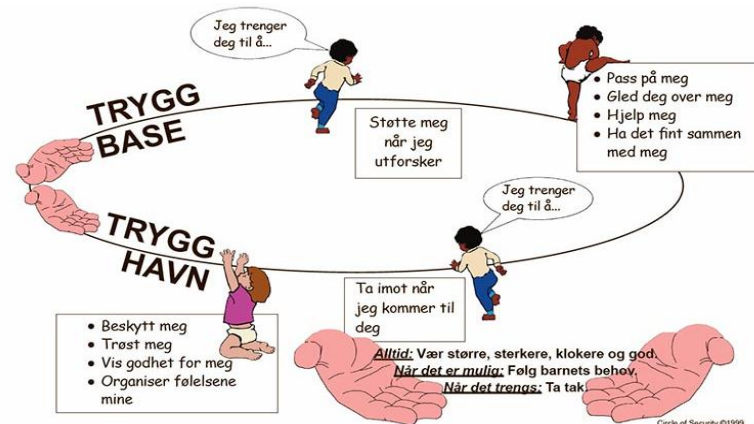 Jeg trenger
deg til å...
TRYGG
BASE
Støtte meg
når jeg
utforsker
• Pass på meg
• Gled deg over meg
• Hjelp meg
• Ha det fint sammen
med meg
Jeg trenger
deg til å...
TRYGG
HAVN
Ta imot når
jeg kommer til
deg
• Beskytt meg
• Trøst meg
• Vis godhet for meg
• Organiser følelsene
mine
Alltid: Vær større, sterkere, klokere og god.
Når det er mulig: Følg barnets behov.
Når det trengs: Ta tak.
Circle of Security ©1999